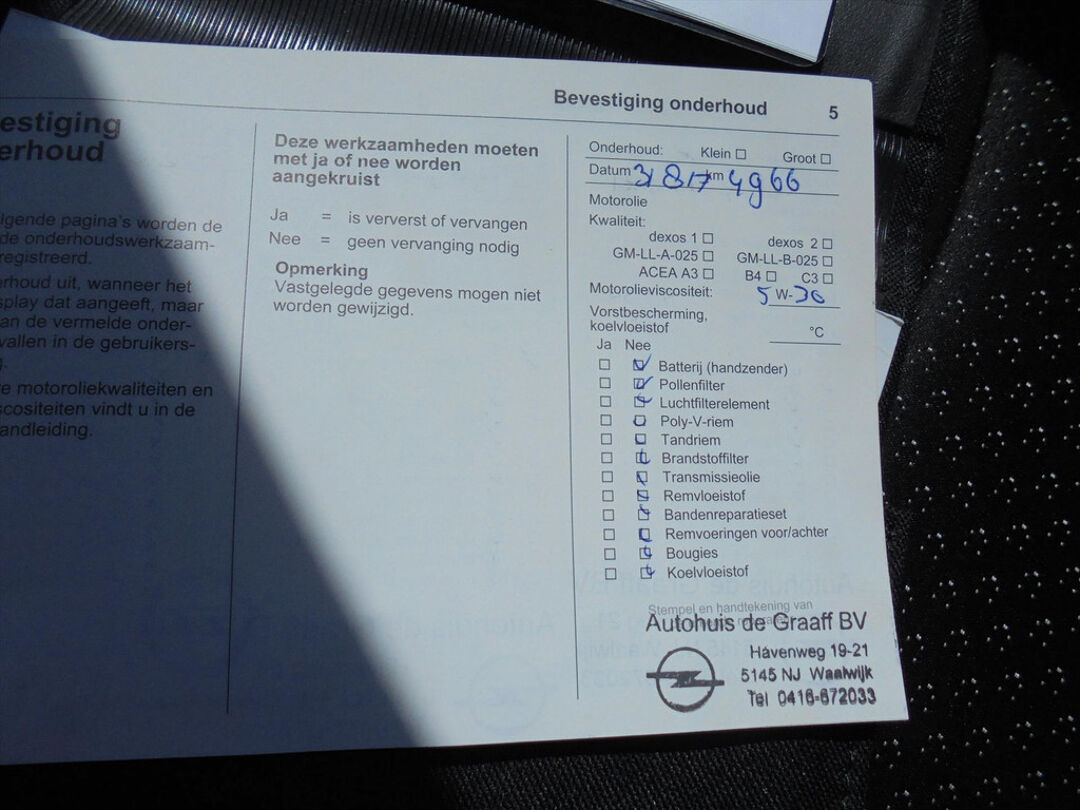 Bevestiging onderhoud 5
estiging
erhoud
lgende pagina's worden de
de onderhoudswerkzaam-
registreerd.
erhoud uit, wanneer het
splay dat aangeeft, maar
an de vermelde onder-
vallen in de gebruikers-
e motoroliekwaliteiten en
scositeiten vindt u in de
andleiding.
Deze werkzaamheden moeten
met ja of nee worden
aangekruist
Ja = is ververst of vervangen
Nee = geen vervanging nodig
Opmerking
Vastgelegde gegevens mogen niet
worden gewijzigd.
Onderhoud: Klein Groot
Datum 31 8 17 km 4966
Motorolie
Kwaliteit:
dexos 1 dexos 2
GM-LL-A-025 GM-LL-B-025
ACEA A3 B4 C3
Motorolieviscositeit: 5 W-30
Vorstbescherming,
koelvloeistof °C
Ja Nee
Batterij (handzender)
Pollenfilter
Luchtfilterelement
Poly-V-riem
Tandriem
Brandstoffilter
Transmissieolie
Remvloeistof
Bandenreparatieset
Remvoeringen voor/achter
Bougies
Koelvloeistof
Stempel en handtekening van
Autohuis de Graaff BV
Havenweg 19-21
5145 NJ Waalwijk
Tel 0416-672033